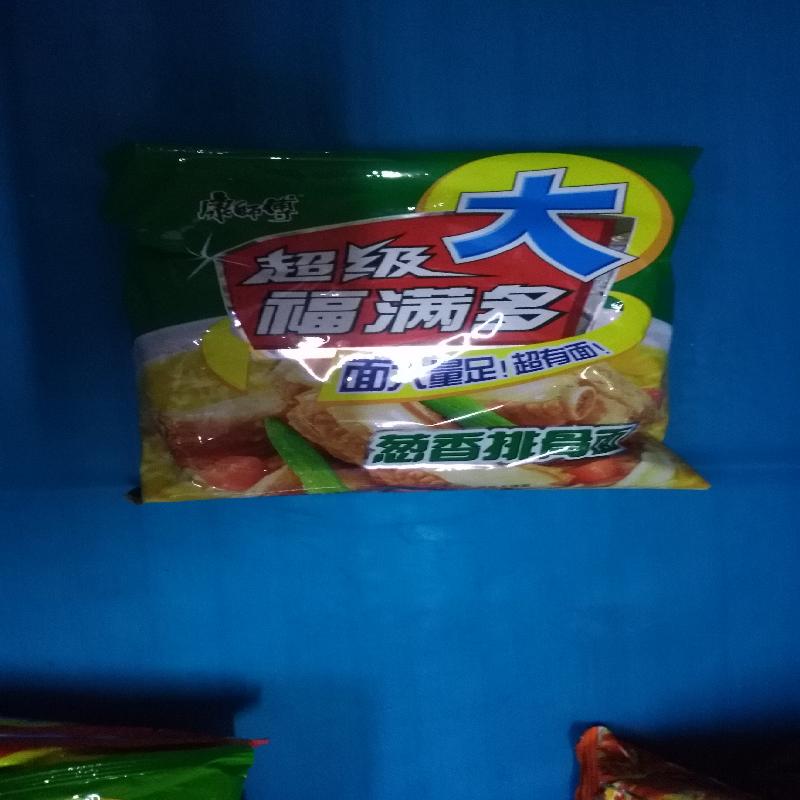 康师傅
大
超级
福满多
面大量足!超有面!
葱香排骨面